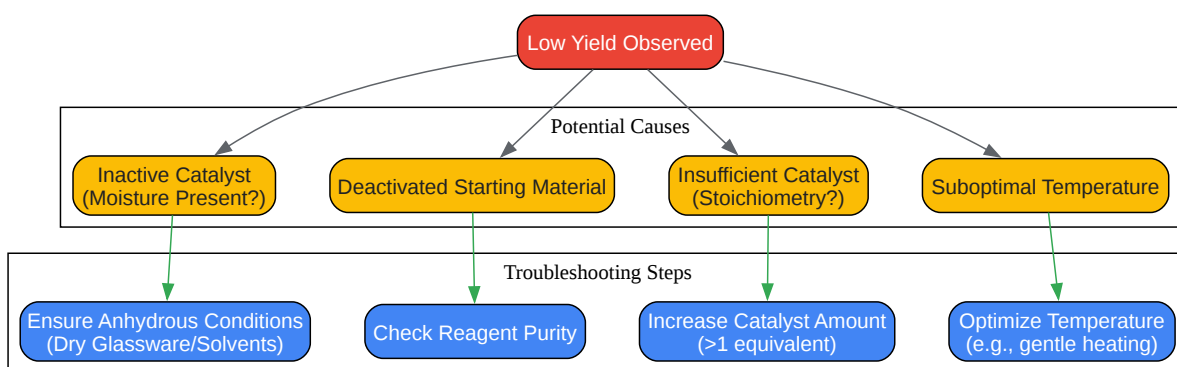 Low Yield Observed
Potential Causes
Inactive Catalyst
(Moisture Present?)
Deactivated Starting Material
Insufficient Catalyst
(Stoichiometry?)
Suboptimal Temperature
Troubleshooting Steps
Ensure Anhydrous Conditions
(Dry Glassware/Solvents)
Check Reagent Purity
Increase Catalyst Amount
(>1 equivalent)
Optimize Temperature
(e.g., gentle heating)